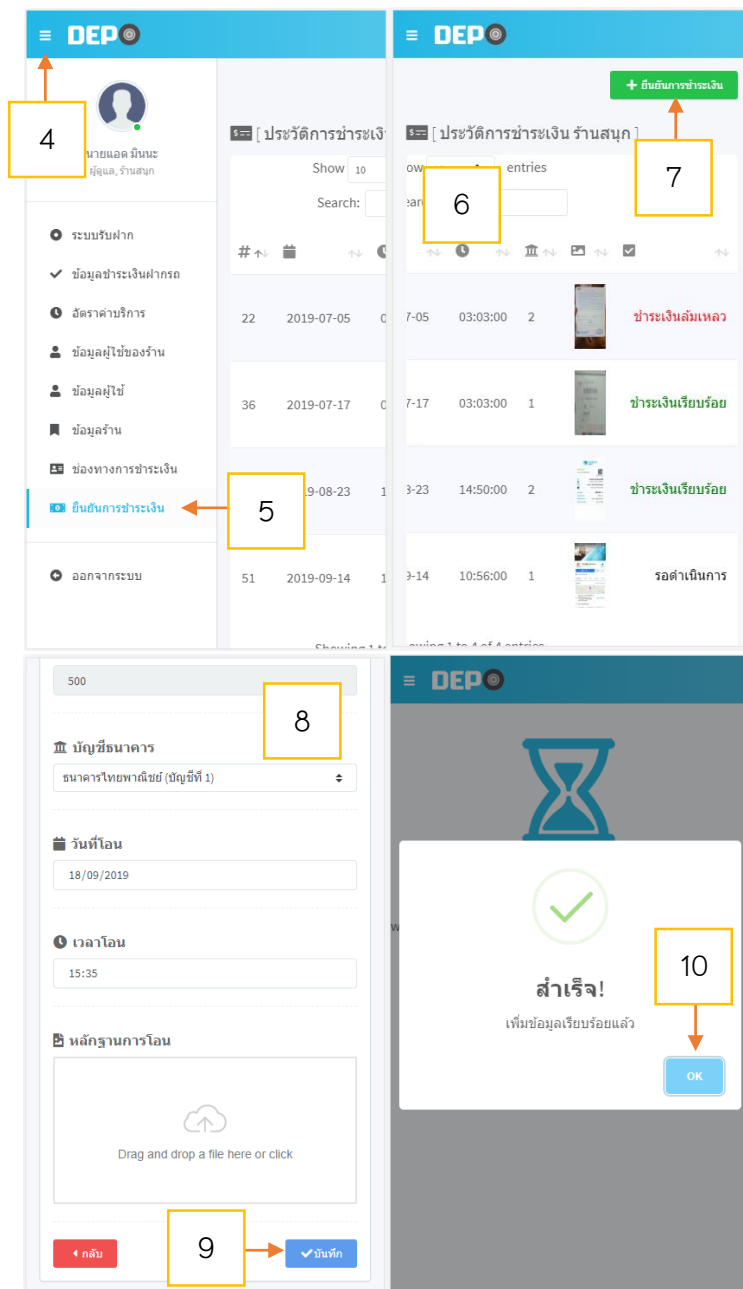 DEPO
4
นายแอด มินนะ
ผู้ดูแล, ร้านสนุก
ระบบรับฝาก
ข้อมูลชำระเงินฝากรถ
อัตราค่าบริการ
ข้อมูลผู้ใช้ของร้าน
ข้อมูลผู้ใช้
ข้อมูลร้าน
ช่องทางการชำระเงิน
ยืนยันการชำระเงิน
5
ออกจากระบบ
[ ประวัติการชำระเงิ
Show 10
Search:
#
22 2019-07-05 0
36 2019-07-17 0
9-08-23 1
51 2019-09-14 1
DEPO
+ ยืนยันการชำระเงิน
7
[ ประวัติการชำระเงิน ร้านสนุก ]
ow entries
6
7-05 03:03:00 2 ชำระเงินล้มเหลว
7-17 03:03:00 1 ชำระเงินเรียบร้อย
3-23 14:50:00 2 ชำระเงินเรียบร้อย
9-14 10:56:00 1 รอดำเนินการ
owing 1 to 4 of 4 entries
500
8
บัญชีธนาคาร
ธนาคารไทยพาณิชย์ (บัญชีที่ 1)
วันที่โอน
18/09/2019
เวลาโอน
15:35
หลักฐานการโอน
Drag and drop a file here or click
กลับ
9
บันทึก
DEPO
สำเร็จ!
เพิ่มข้อมูลเรียบร้อยแล้ว
10
OK